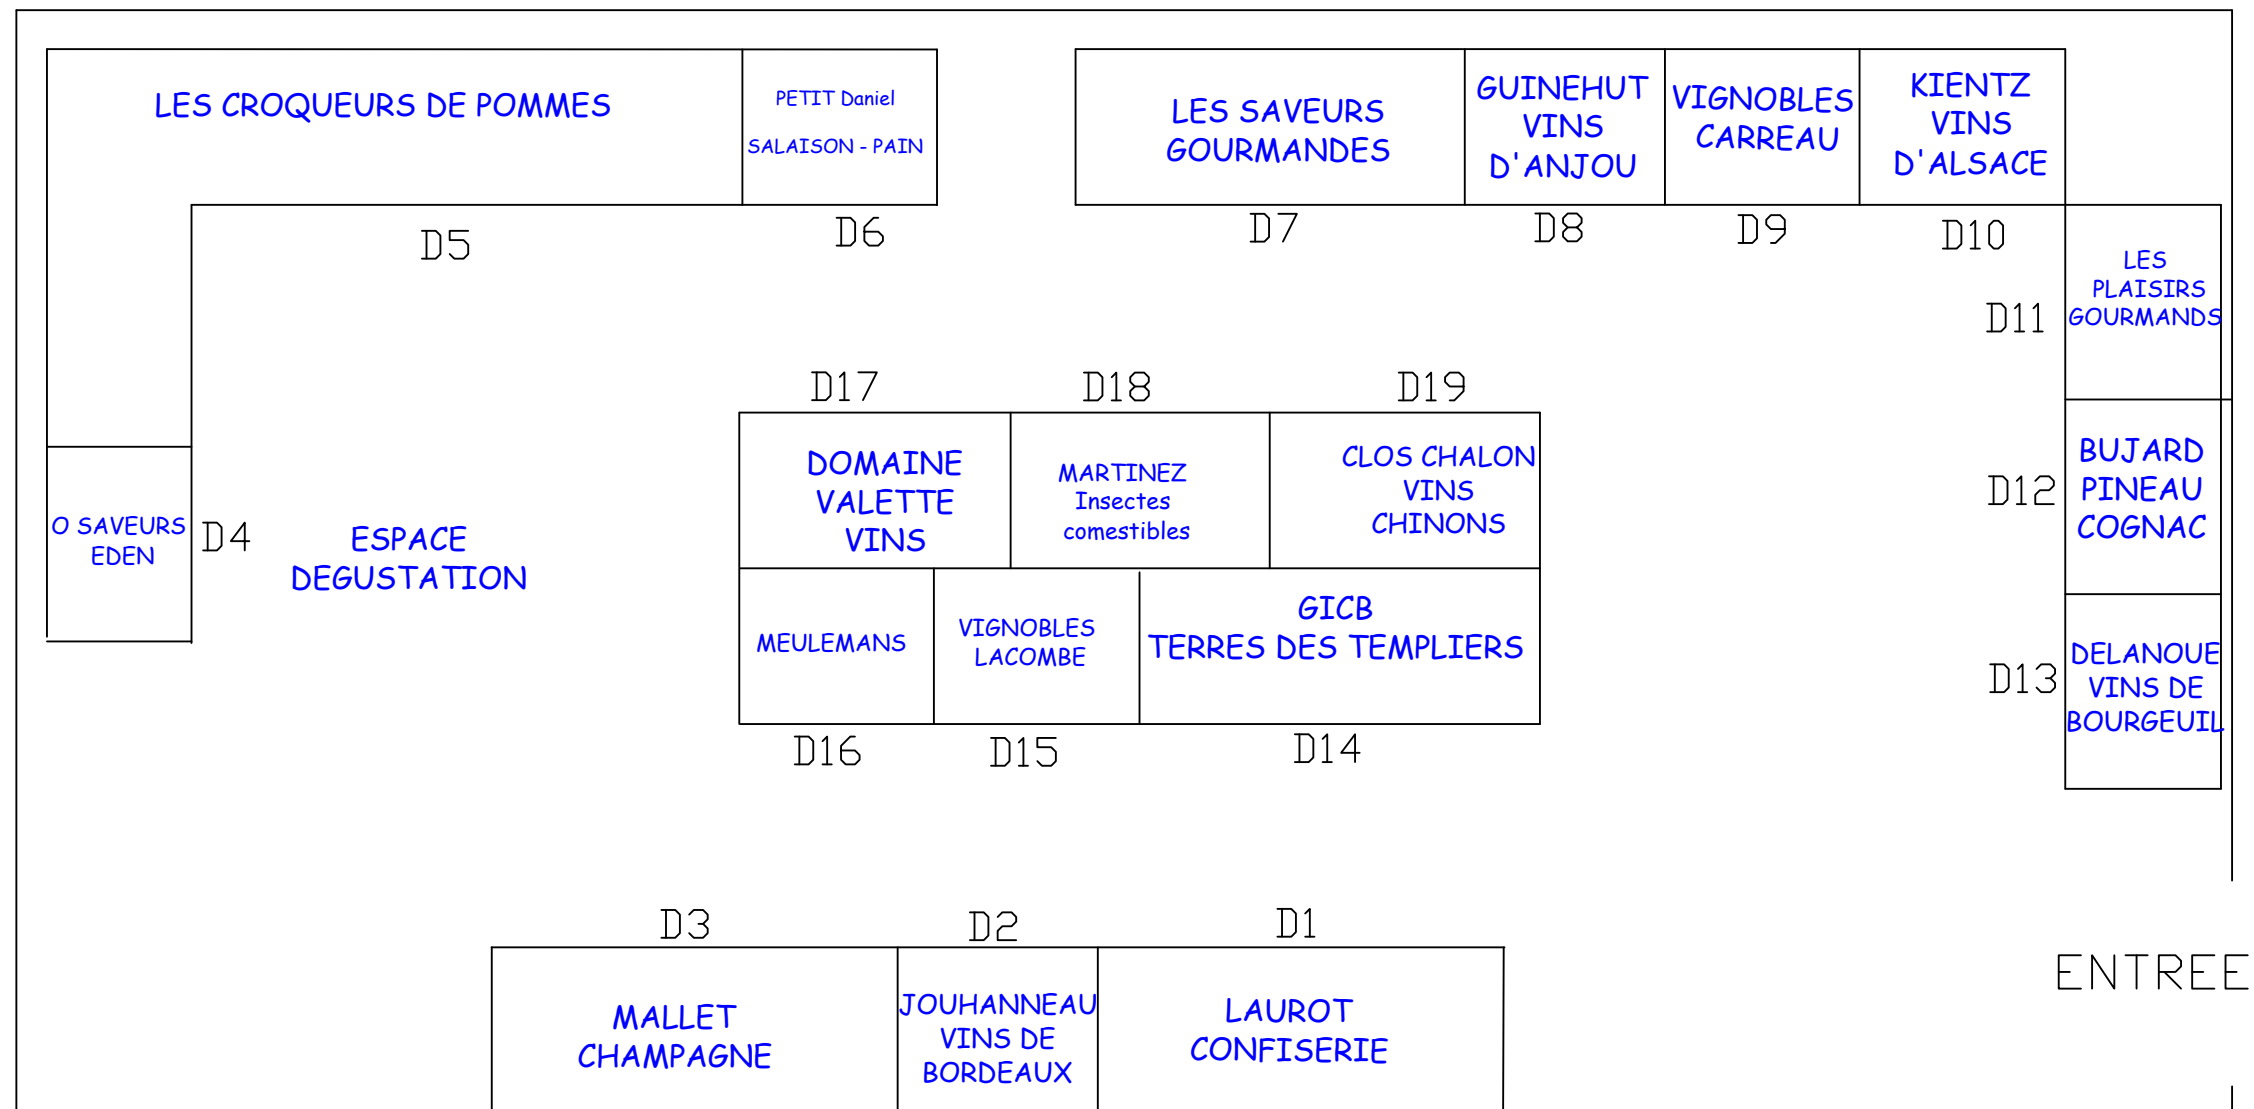 LES CROQUEURS DE POMMES
PETIT Daniel
SALAISON - PAIN
LES SAVEURS
GOURMANDES
GUINEHUT
VINS
D'ANJOU
VIGNOBLES
CARREAU
KIENTZ
VINS
D'ALSACE
D5
D6
D7
D8
D9
D10
D11
LES
PLAISIRS
GOURMANDS
D17
D18
D19
DOMAINE
VALETTE
VINS
MARTINEZ
Insectes
comestibles
CLOS CHALON
VINS
CHINONS
D12
BUJARD
PINEAU
COGNAC
O SAVEURS
EDEN
D4
ESPACE
DEGUSTATION
MEULEMANS
VIGNOBLES
LACOMBE
GICB
TERRES DES TEMPLIERS
D13
DELANOUE
VINS DE
BOURGEUIL
D16
D15
D14
D3
D2
D1
ENTREE
MALLET
CHAMPAGNE
JOUHANNEAU
VINS DE
BORDEAUX
LAUROT
CONFISERIE